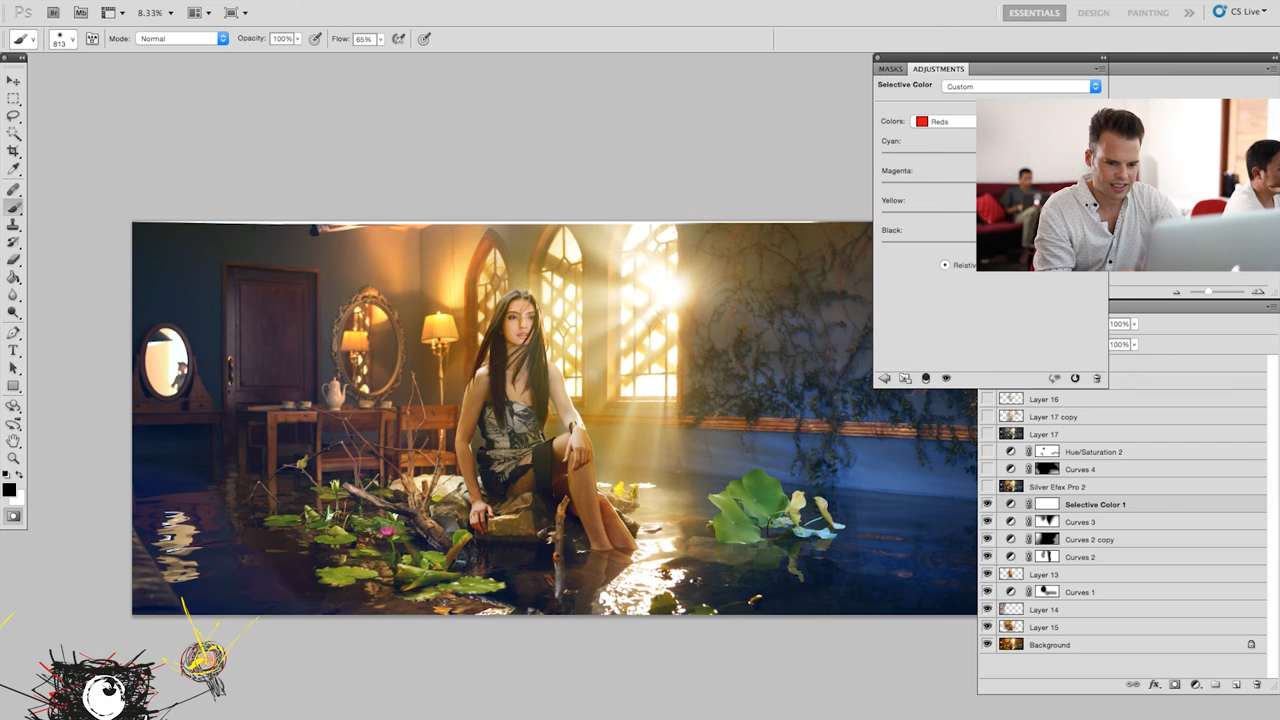 Ps Br Mb 8.33% ESSENTIALS DESIGN PAINTING CS Live
813 Mode: Normal Opacity: 100% Flow: 65%
MASKS ADJUSTMENTS
Selective Color Custom
Colors: Reds
Cyan:
Magenta:
Yellow:
Black:
100%
100%
Layer 16
Layer 17 copy
Layer 17
Hue/Saturation 2
Curves 4
Silver Efex Pro 2
Selective Color 1
Curves 3
Curves 2 copy
Curves 2
Layer 13
Curves 1
Layer 14
Layer 15
Background
fx